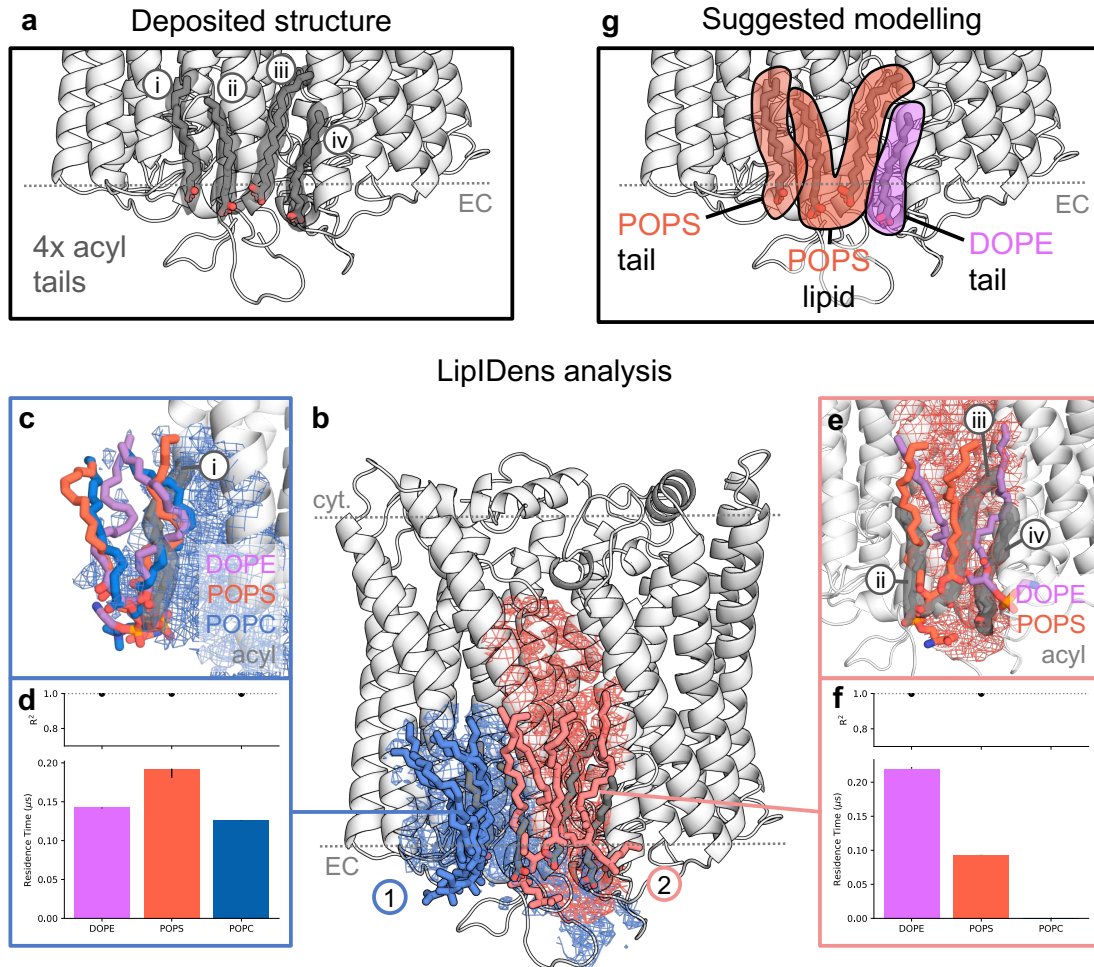 a
Deposited structure
i
ii
iii
iv
EC
4x acyl
tails
g
Suggested modelling
EC
POPS
tail
POPS
lipid
DOPE
tail
LipIDens analysis
c
i
DOPE
POPS
POPC
acyl
d
R²
1.0
0.8
Residence Time (µs)
0.20
0.15
0.10
0.05
0.00
DOPE
POPS
POPC
b
cyt.
EC
1
2
e
iii
iv
ii
DOPE
POPS
acyl
f
R²
1.0
0.8
Residence Time (µs)
0.20
0.15
0.10
0.05
0.00
DOPE
POPS
POPC